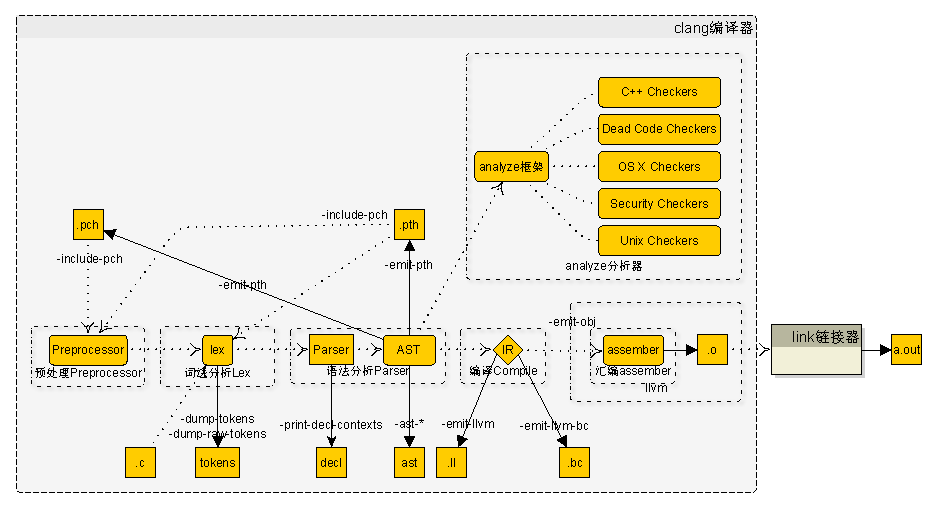 clang编译器
C++ Checkers
Dead Code Checkers
analyze框架
OS X Checkers
Security Checkers
Unix Checkers
analyze分析器
.pch
-include-pch
.pth
-include-pch
-emit-pth
-emit-pth
-emit-obj
Preprocessor
预处理Preprocessor
lex
词法分析Lex
Parser
AST
语法分析Parser
IR
编译Compile
assember
汇编assember
llvm
.o
link链接器
a.out
-dump-tokens
-dump-raw-tokens
-print-decl-contexts
-ast-*
-emit-llvm
-emit-llvm-bc
.c
tokens
decl
ast
.ll
.bc